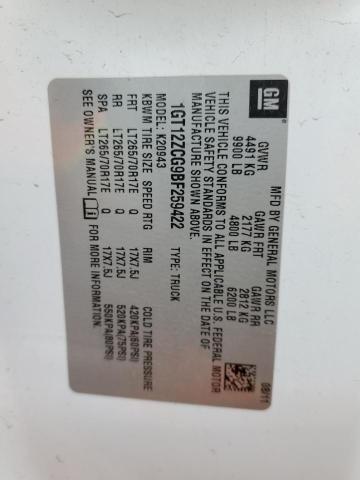 GM
MFD BY GENERAL MOTORS LLC
08/11
GVWR GAWR FRT GAWR RR
4491 KG 2177 KG 2812 KG
9900 LB 4800 LB 6200 LB
THIS VEHICLE CONFORMS TO ALL APPLICABLE U.S. FEDERAL MOTOR
VEHICLE SAFETY STANDARDS IN EFFECT ON THE DATE OF
MANUFACTURE SHOWN ABOVE.
1GT12ZCG9BF259422 TYPE: TRUCK
MODEL: K20943
KBWM TIRE SIZE SPEED RTG RIM COLD TIRE PRESSURE
FRT LT265/70R17E Q 17X7.5J 420KPA(60PSI)
RR LT265/70R17E Q 17X7.5J 520KPA(75PSI)
SPA LT265/70R17E Q 17X7.5J 550KPA(80PSI)
SEE OWNER'S MANUAL FOR MORE INFORMATION